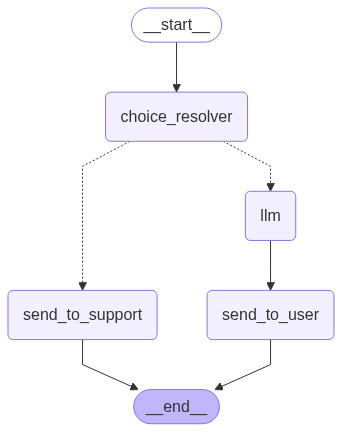 __start__
choice_resolver
llm
send_to_support
send_to_user
__end__